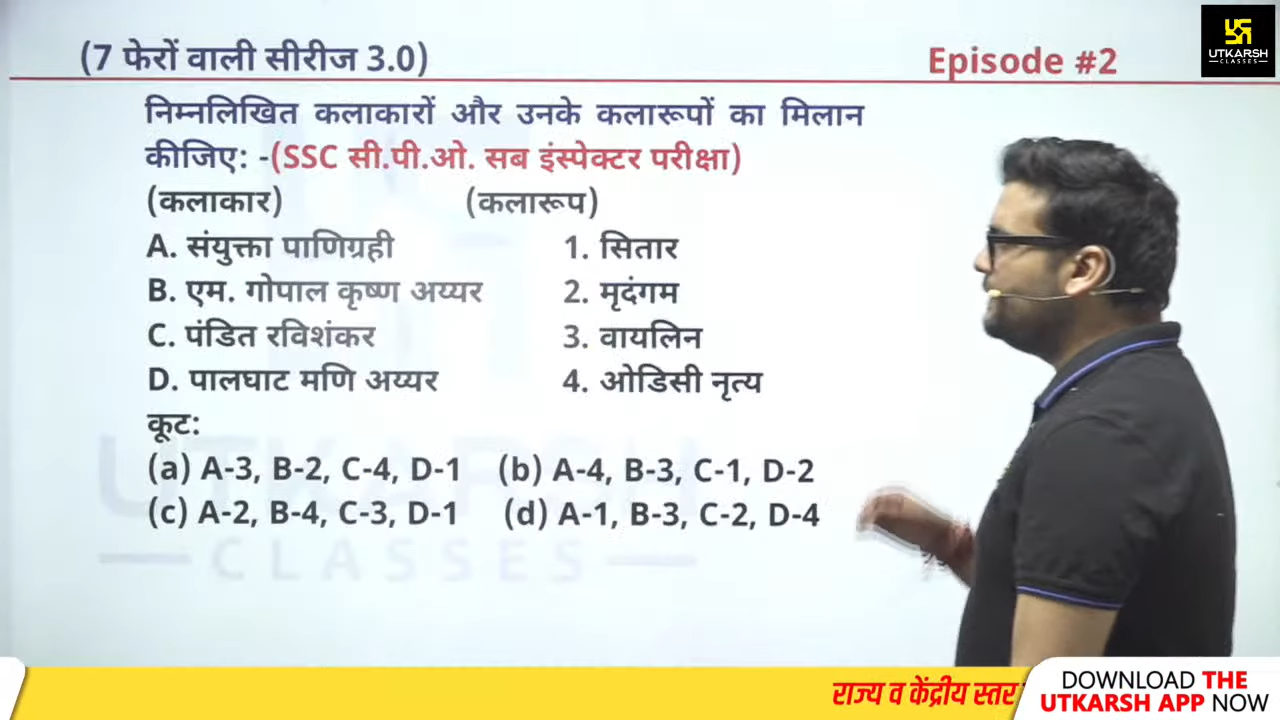 (7 फेरों वाली सीरीज 3.0)
Episode #2
UTKARSH
CLASSES
निम्नलिखित कलाकारों और उनके कलारूपों का मिलान
कीजिए: -(SSC सी.पी.ओ. सब इंस्पेक्टर परीक्षा)
(कलाकार) (कलारूप)
A. संयुक्ता पाणिग्रही 1. सितार
B. एम. गोपाल कृष्ण अय्यर 2. मृदंगम
C. पंडित रविशंकर 3. वायलिन
D. पालघाट मणि अय्यर 4. ओडिसी नृत्य
कूट:
(a) A-3, B-2, C-4, D-1 (b) A-4, B-3, C-1, D-2
(c) A-2, B-4, C-3, D-1 (d) A-1, B-3, C-2, D-4
UTKARSH
CLASSES
राज्य व केंद्रीय स्तर
DOWNLOAD THE
UTKARSH APP NOW